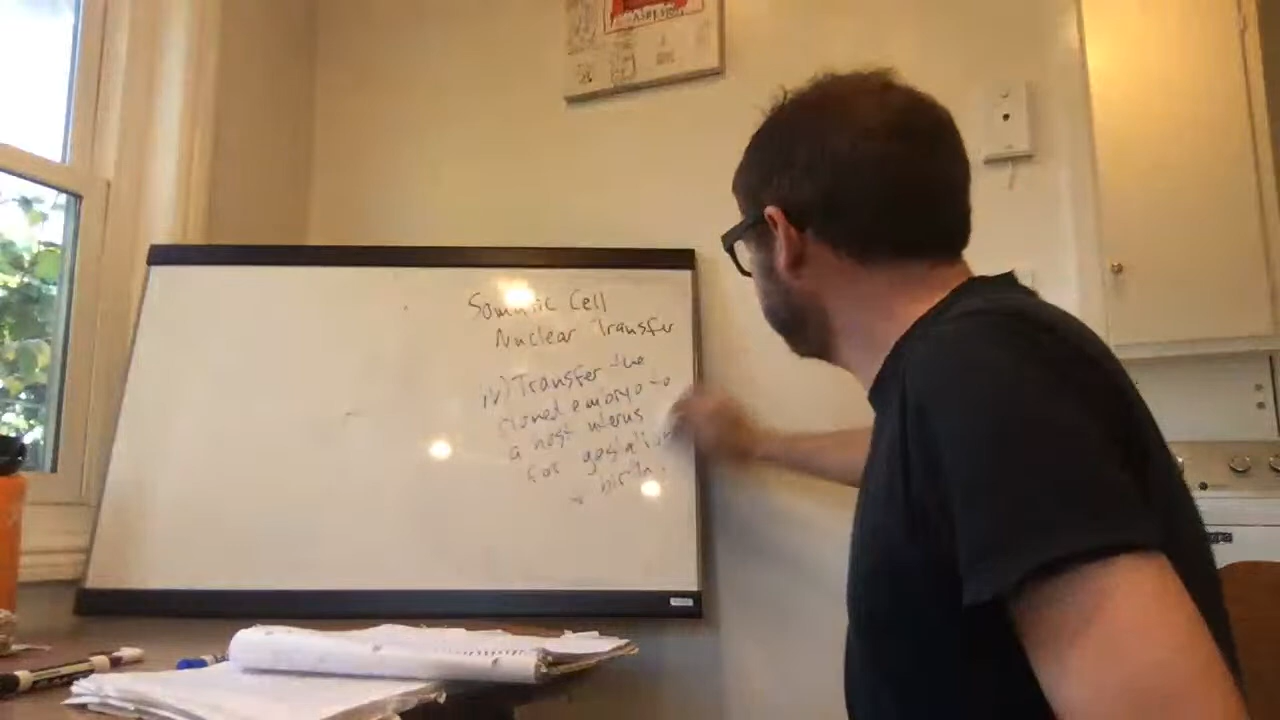 Somatic Cell
Nuclear Transfer
iv) Transfer the
cloned embryo to
a host uterus
for gestation
+ birth.